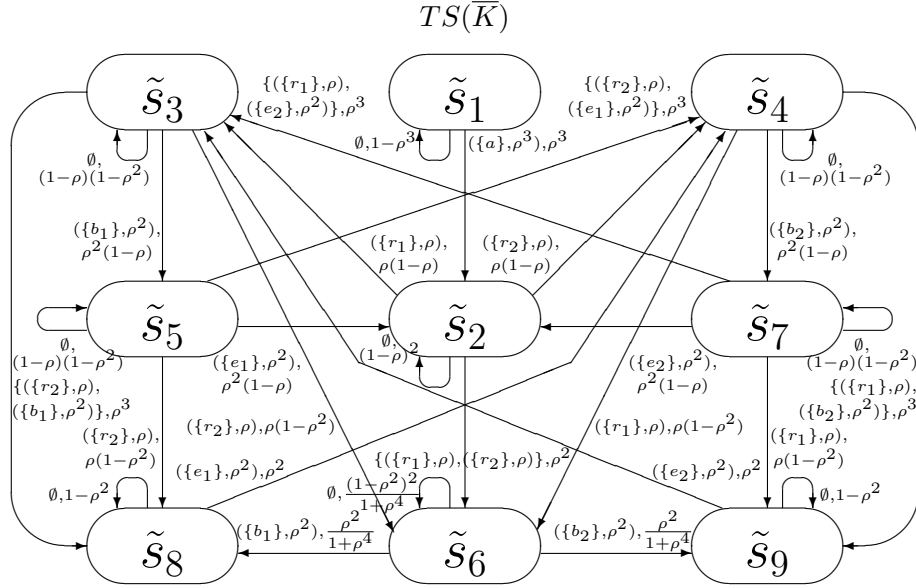 TS(K̅)
s̃₃
s̃₁
s̃₄
{({r₁},ρ),
({e₂},ρ²)},ρ³
{({r₂},ρ),
({e₁},ρ²)},ρ³
∅,
(1−ρ)(1−ρ²)
∅,1−ρ³
({a},ρ³),ρ³
∅,
(1−ρ)(1−ρ²)
({b₁},ρ²),
ρ²(1−ρ)
({r₁},ρ),
ρ(1−ρ)
({r₂},ρ),
ρ(1−ρ)
({b₂},ρ²),
ρ²(1−ρ)
s̃₅
s̃₂
s̃₇
∅,
(1−ρ)(1−ρ²)
({e₁},ρ²),
ρ²(1−ρ)
∅,
(1−ρ)²
({e₂},ρ²),
ρ²(1−ρ)
∅,
(1−ρ)(1−ρ²)
{({r₂},ρ),
({b₁},ρ²)},ρ³
{({r₁},ρ),
({b₂},ρ²)},ρ³
({r₂},ρ),
ρ(1−ρ²)
({r₂},ρ),ρ(1−ρ²)
({r₁},ρ),ρ(1−ρ²)
({r₁},ρ),
ρ(1−ρ²)
({e₁},ρ²),ρ²
{({r₁},ρ),({r₂},ρ)},ρ²
({e₂},ρ²),ρ²
∅,1−ρ²
∅,(1−ρ²)²/1+ρ⁴
∅,1−ρ²
s̃₈
({b₁},ρ²),ρ²/1+ρ⁴
s̃₆
({b₂},ρ²),ρ²/1+ρ⁴
s̃₉